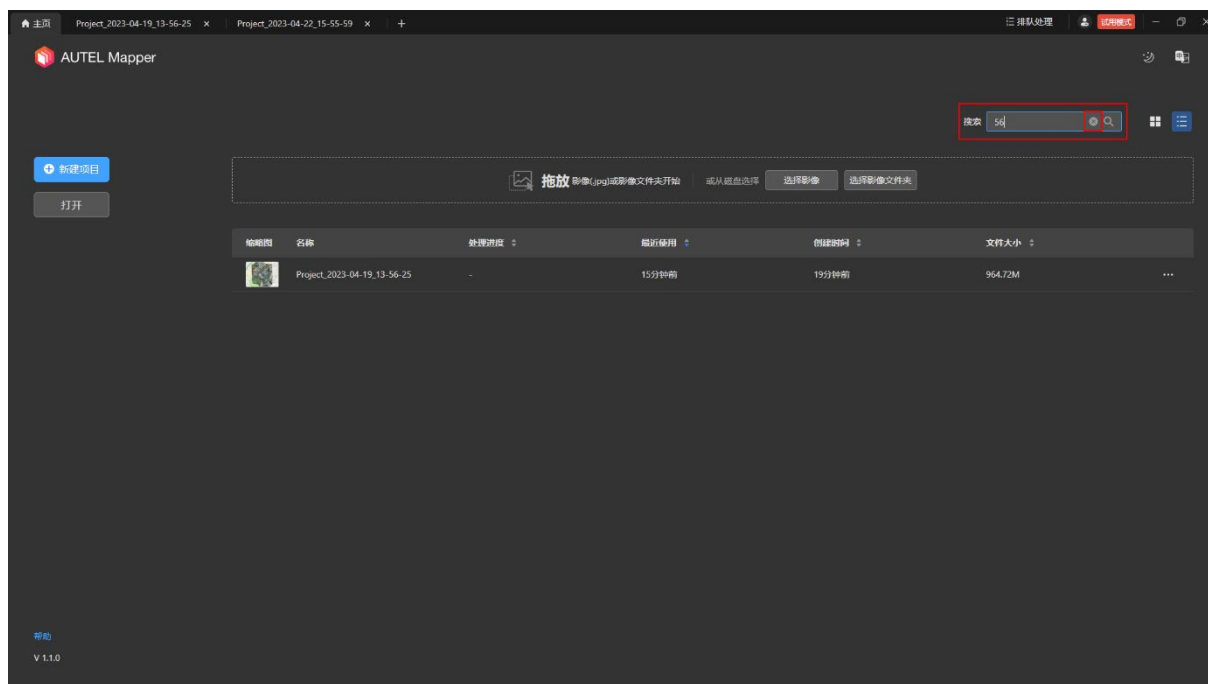 主页 Project_2023-04-19_13-56-25 × Project_2023-04-22_15-55-59 × + 排队处理 试用模式
AUTEL Mapper
搜索 56
新建项目
拖放 影像(.jpg)或影像文件夹开始 或从磁盘选择 选择影像 选择影像文件夹
打开
缩略图 名称 处理进度 最近使用 创建时间 文件大小
Project_2023-04-19_13-56-25 - 15分钟前 19分钟前 964.72M ...
帮助
V 1.1.0